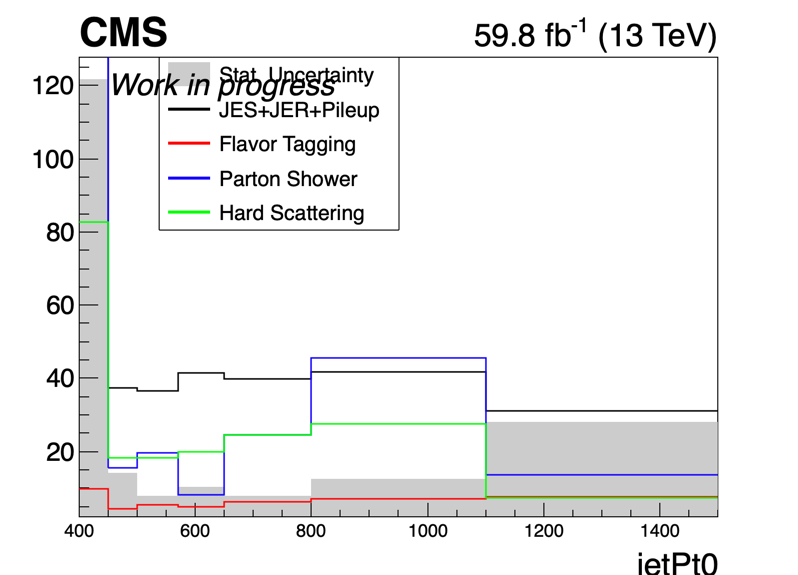 CMS 59.8 fb-1 (13 TeV)
Stat. Uncertainty
Work in progress
JES+JER+Pileup
Flavor Tagging
Parton Shower
Hard Scattering
120
100
80
60
40
20
400 600 800 1000 1200 1400
jetPt0